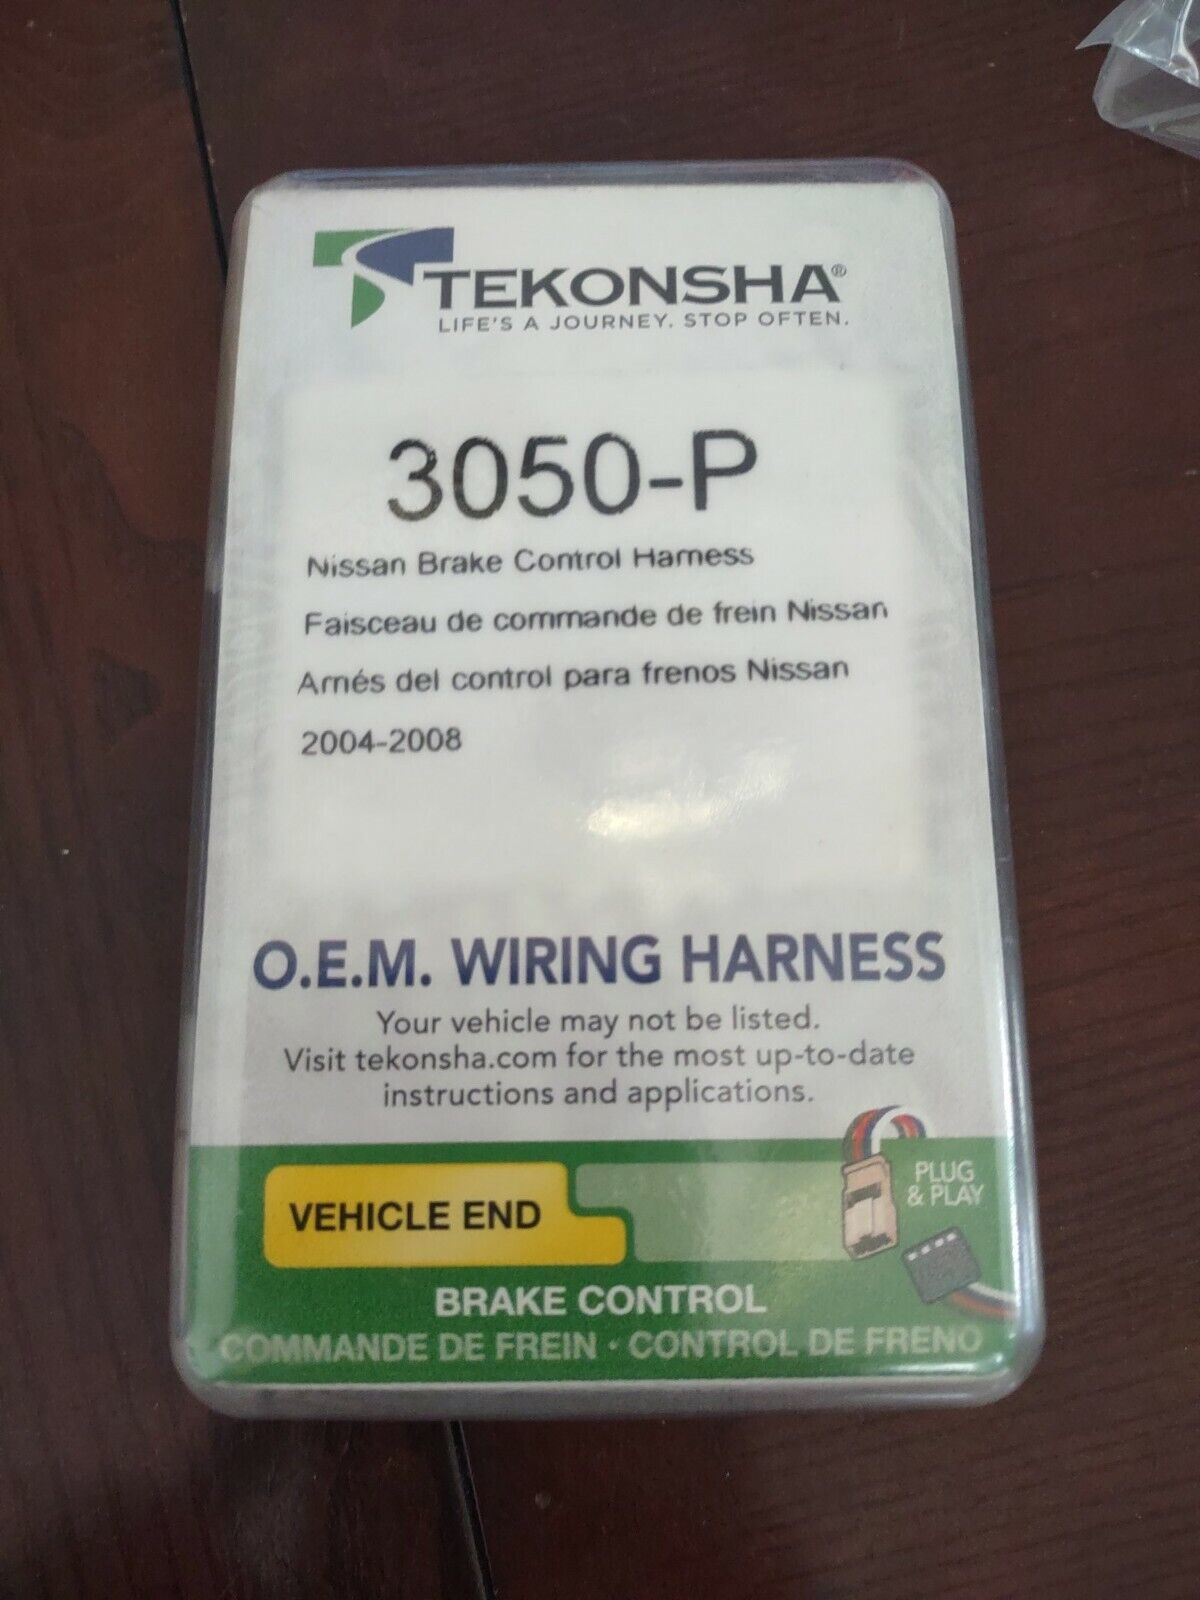 TEKONSHA®
LIFE'S A JOURNEY. STOP OFTEN.
3050-P
Nissan Brake Control Harness
Faisceau de commande de frein Nissan
Arnés del control para frenos Nissan
2004-2008
O.E.M. WIRING HARNESS
Your vehicle may not be listed.
Visit tekonsha.com for the most up-to-date
instructions and applications.
PLUG
& PLAY
VEHICLE END
BRAKE CONTROL
COMMANDE DE FREIN · CONTROL DE FRENO